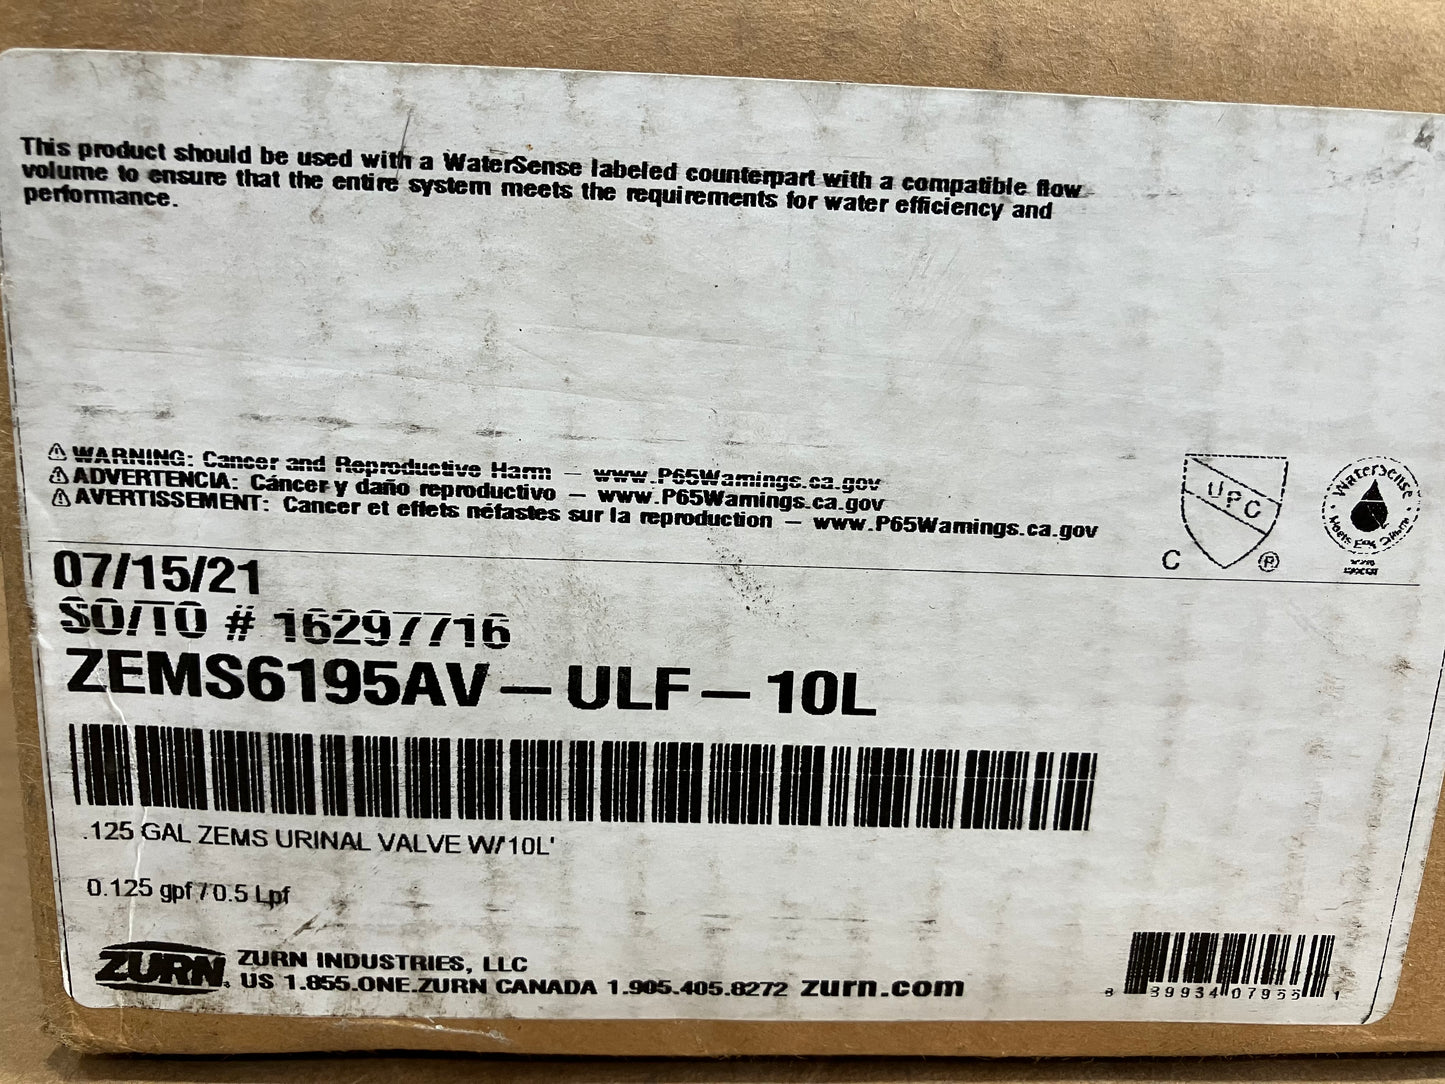 This product should be used with a WaterSense labeled counterpart with a compatible flow
volume to ensure that the entire system meets the requirements for water efficiency and
performance.
⚠ WARNING: Cancer and Reproductive Harm – www.P65Warnings.ca.gov
⚠ ADVERTENCIA: Cáncer y daño reproductivo – www.P65Warnings.ca.gov
⚠ AVERTISSEMENT: Cancer et effets néfastes sur la reproduction – www.P65Warnings.ca.gov
UPC
C ®
WaterSense
Meets EPA Criteria
07/15/21
SO/TO # 16297716
ZEMS6195AV-ULF-10L
.125 GAL ZEMS URINAL VALVE W/'10L'
0.125 gpf / 0.5 Lpf
ZURN
ZURN INDUSTRIES, LLC
US 1.855.ONE.ZURN CANADA 1.905.405.8272 zurn.com